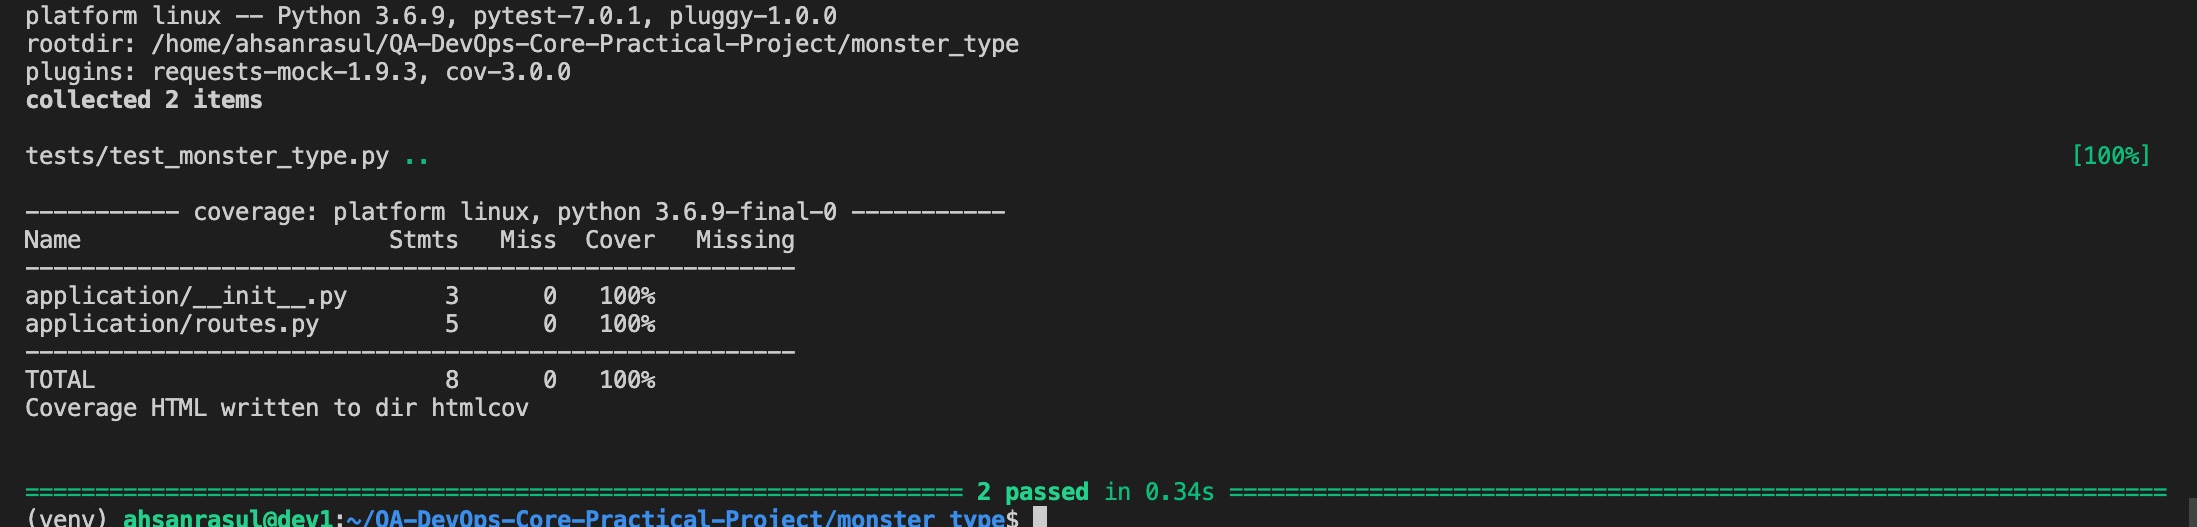 platform linux -- Python 3.6.9, pytest-7.0.1, pluggy-1.0.0
rootdir: /home/ahsanrasul/QA-DevOps-Core-Practical-Project/monster_type
plugins: requests-mock-1.9.3, cov-3.0.0
collected 2 items
tests/test_monster_type.py .. [100%]
----------- coverage: platform linux, python 3.6.9-final-0 -----------
Name                      Stmts   Miss  Cover   Missing
-------------------------------------------------------
application/__init__.py       3      0   100%
application/routes.py         5      0   100%
-------------------------------------------------------
TOTAL                         8      0   100%
Coverage HTML written to dir htmlcov
=================================================================== 2 passed in 0.34s ===================================================================
(venv) ahsanrasul@dev1:~/QA-DevOps-Core-Practical-Project/monster_type$